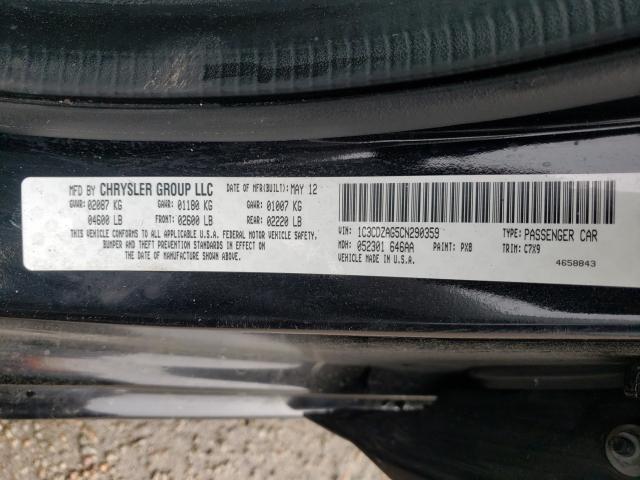 MFD BY CHRYSLER GROUP LLC DATE OF MFR(BUILT): MAY 12
GVWR: 02087 KG GAWR: 01180 KG GAWR: 01007 KG
04600 LB FRONT: 02600 LB REAR: 02220 LB
THIS VEHICLE CONFORMS TO ALL APPLICABLE U.S.A. FEDERAL MOTOR VEHICLE SAFETY,
BUMPER AND THEFT PREVENTION STANDARDS IN EFFECT ON
THE DATE OF MANUFACTURE SHOWN ABOVE.
VIN: 1C3CDZAG5CN290359 TYPE: PASSENGER CAR
MDH: 052301 646AA PAINT: PX8 TRIM: C7X9
VEHICLE MADE IN U.S.A.
4658843